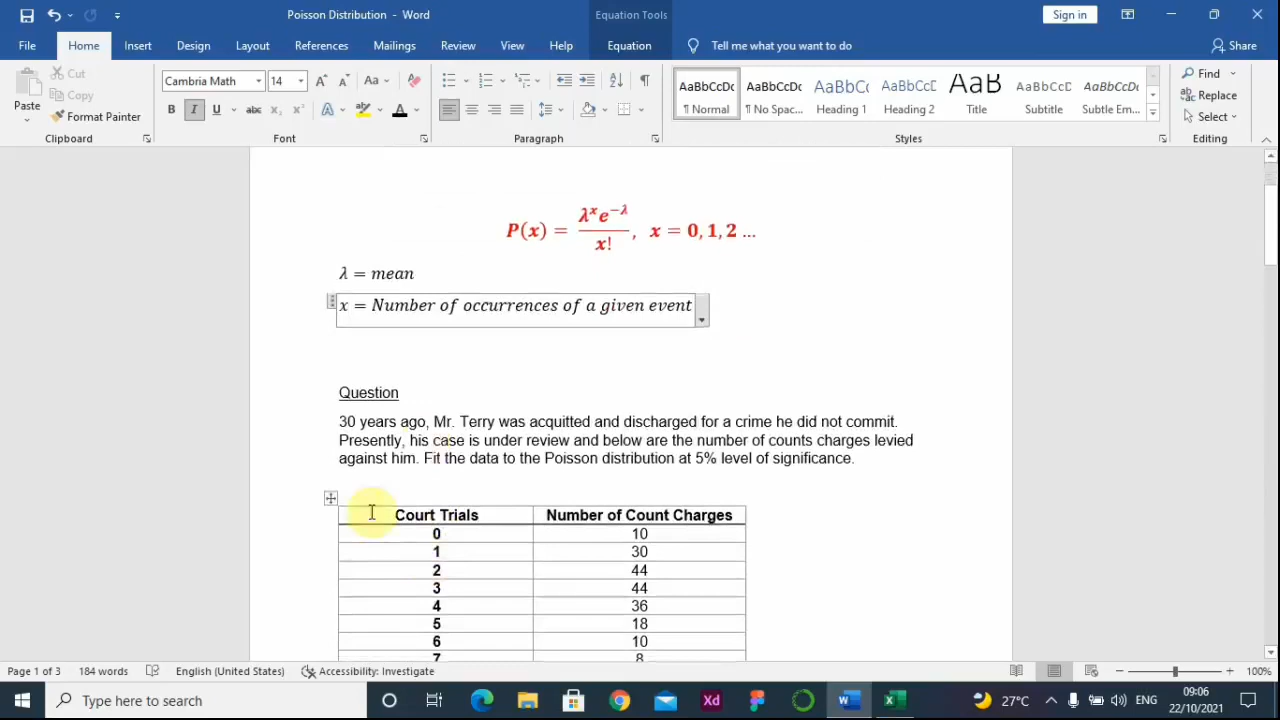 Poisson Distribution - Word
Equation Tools
Sign in
File Home Insert Design Layout References Mailings Review View Help Equation Tell me what you want to do Share
Paste
Cut
Copy
Format Painter
Clipboard
Cambria Math 14
Font
Paragraph
AaBbCcDc ¶ Normal
AaBbCcDc ¶ No Spac...
AaBbCc Heading 1
AaBbCcD Heading 2
AaB Title
AaBbCcD Subtitle
AaBbCcDc Subtle Em...
Styles
Find
Replace
Select
Editing
P(x) = λ^x e^−λ / x!, x = 0, 1, 2 ...
λ = mean
x = Number of occurrences of a given event
Question
30 years ago, Mr. Terry was acquitted and discharged for a crime he did not commit.
Presently, his case is under review and below are the number of counts charges levied
against him. Fit the data to the Poisson distribution at 5% level of significance.
Court Trials Number of Count Charges
0 10
1 30
2 44
3 44
4 36
5 18
6 10
7 8
Page 1 of 3 184 words English (United States) Accessibility: Investigate 100%
Type here to search
27°C ENG
09:06
22/10/2021